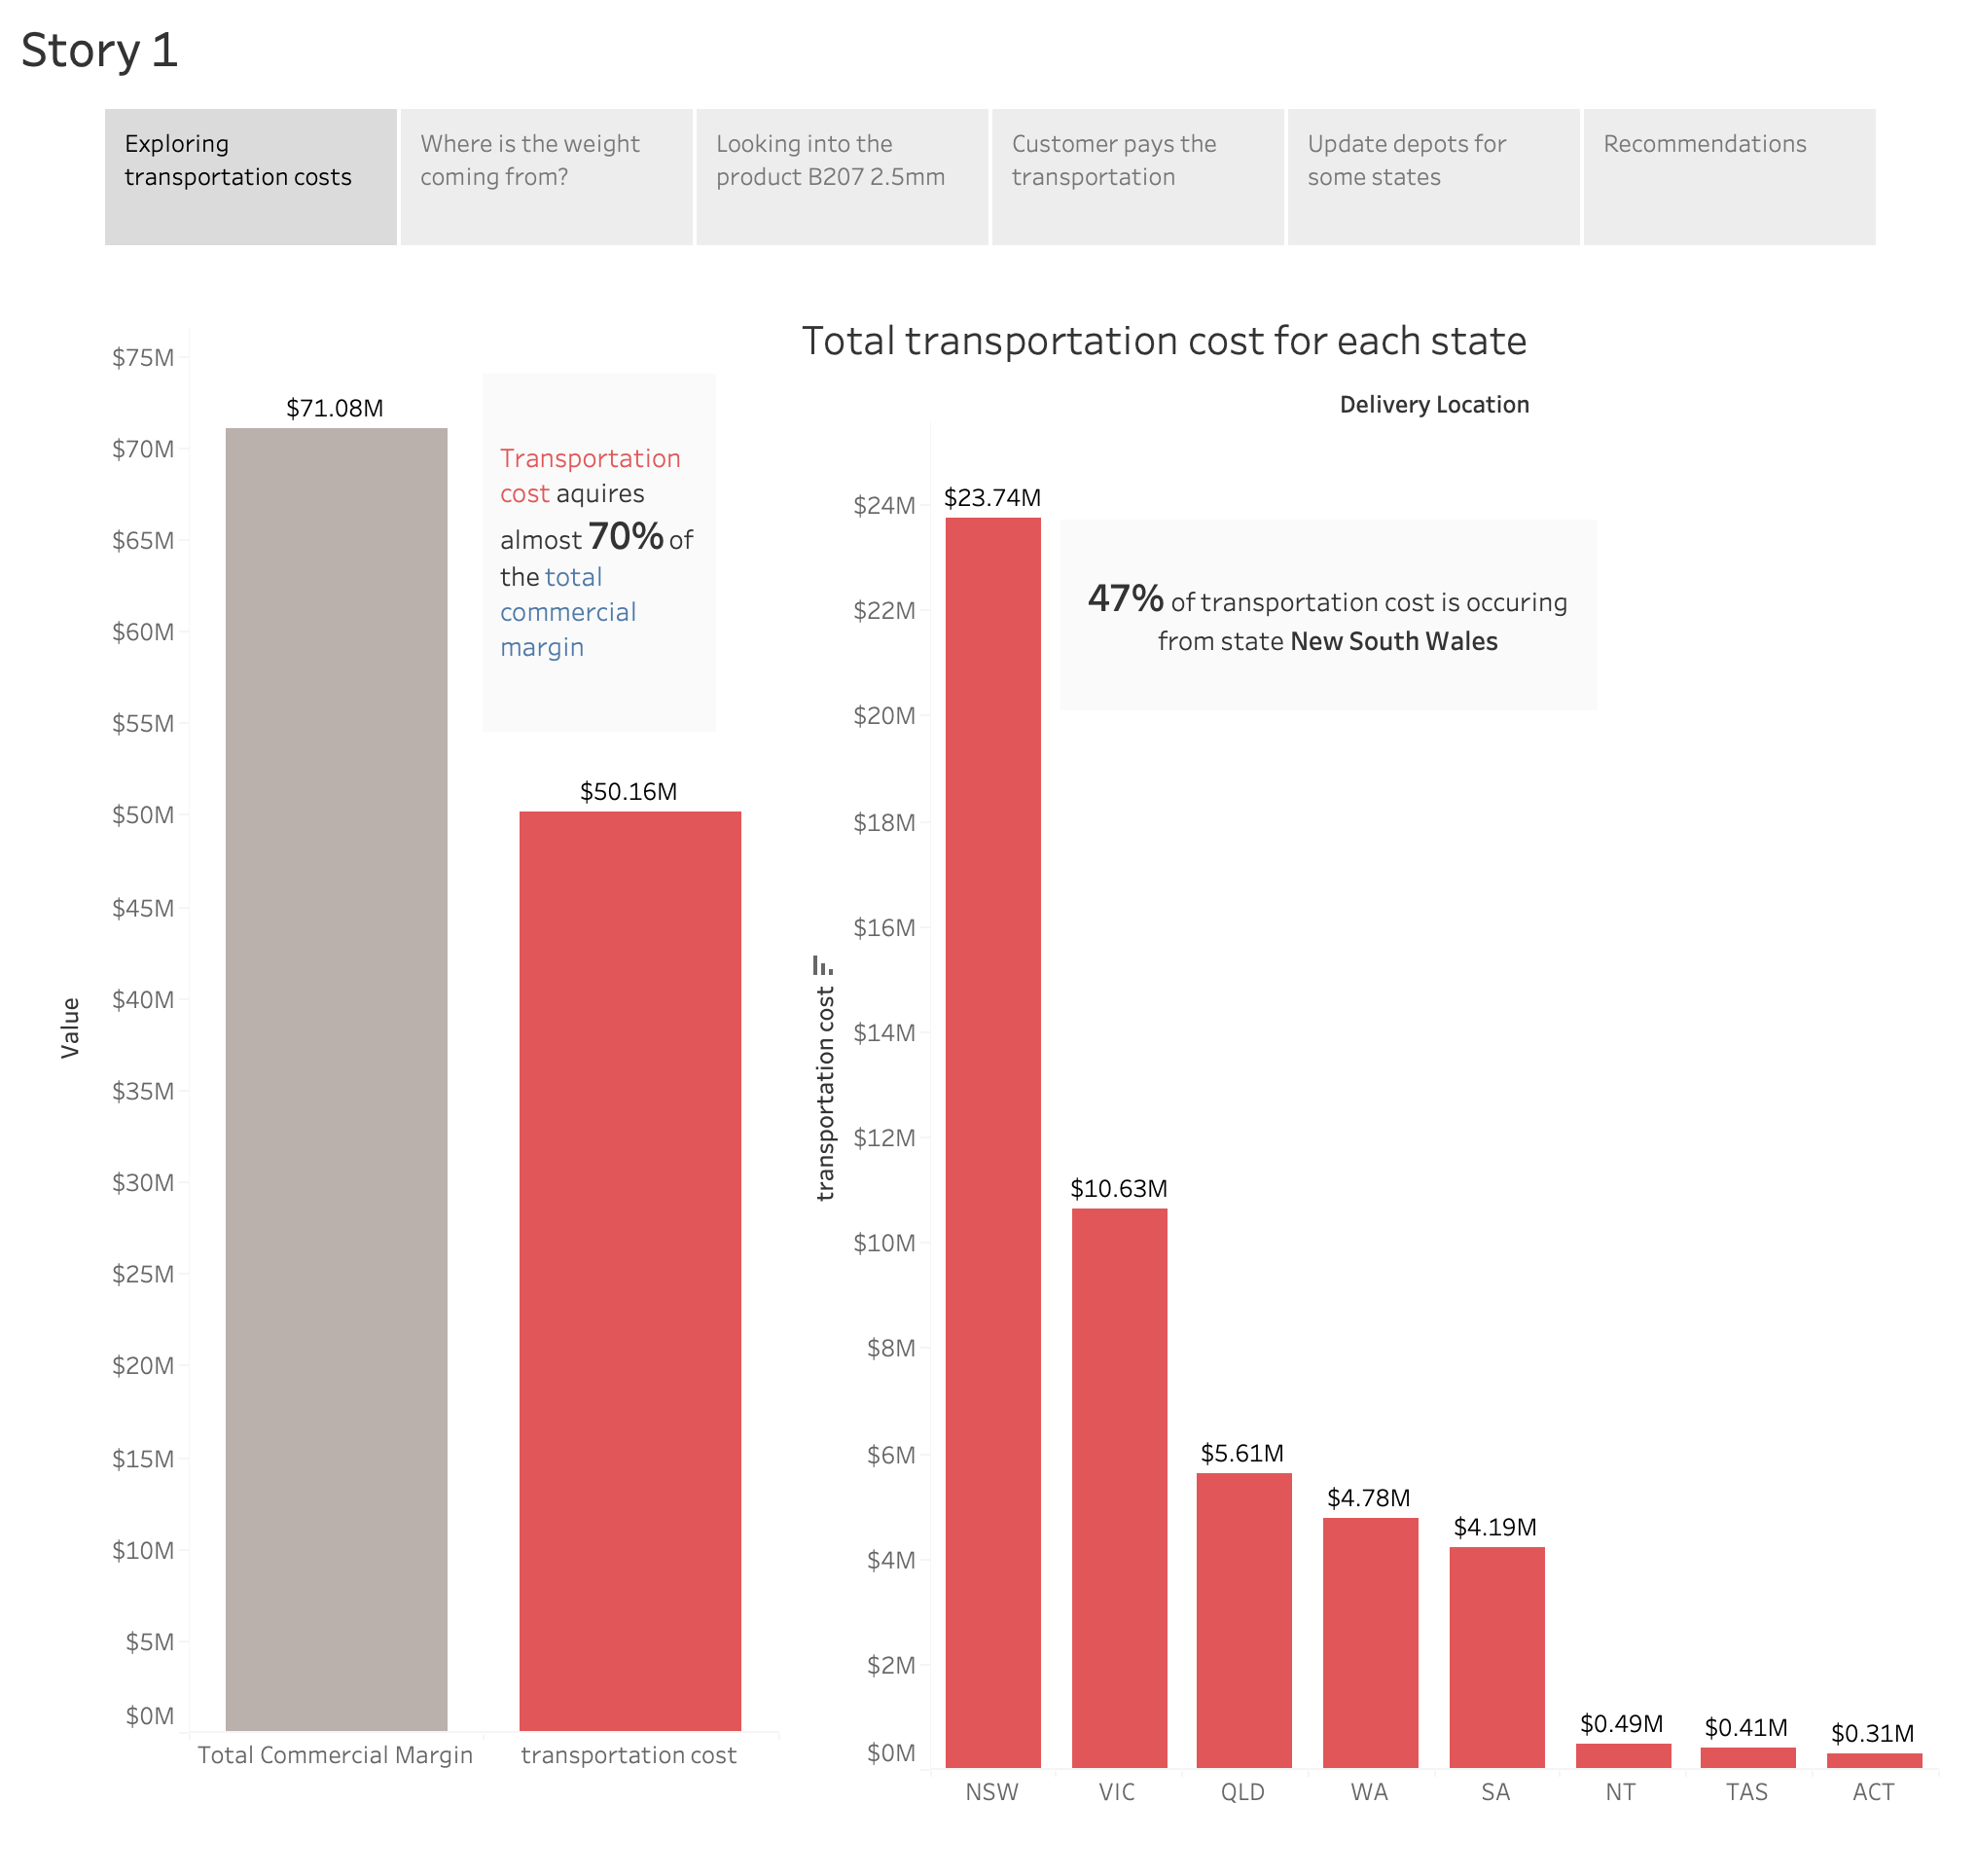 Story 1
Exploring
transportation costs
Where is the weight
coming from?
Looking into the
product B207 2.5mm
Customer pays the
transportation
Update depots for
some states
Recommendations
$75M
$70M
$65M
$60M
$55M
$50M
$45M
$40M
$35M
$30M
$25M
$20M
$15M
$10M
$5M
$0M
Value
$71.08M
$50.16M
Total Commercial Margin
transportation cost
Transportation
cost aquires
almost 70% of
the total
commercial
margin
Total transportation cost for each state
Delivery Location
$24M
$22M
$20M
$18M
$16M
$14M
$12M
$10M
$8M
$6M
$4M
$2M
$0M
transportation cost
$23.74M
$10.63M
$5.61M
$4.78M
$4.19M
$0.49M
$0.41M
$0.31M
47% of transportation cost is occuring
from state New South Wales
NSW
VIC
QLD
WA
SA
NT
TAS
ACT